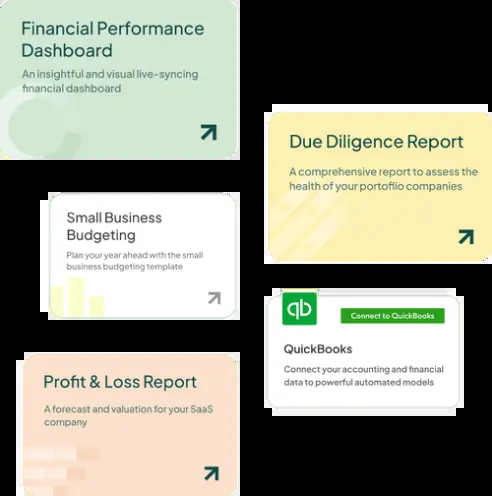 Financial Performance
Dashboard
An insightful and visual live-syncing
financial dashboard
Due Diligence Report
A comprehensive report to assess the
health of your portoflio companies
Small Business
Budgeting
Plan your year ahead with the small
business budgeting template
qb
Connect to QuickBooks
QuickBooks
Connect your accounting and financial
data to powerful automated models
Profit & Loss Report
A forecast and valuation for your SaaS
company